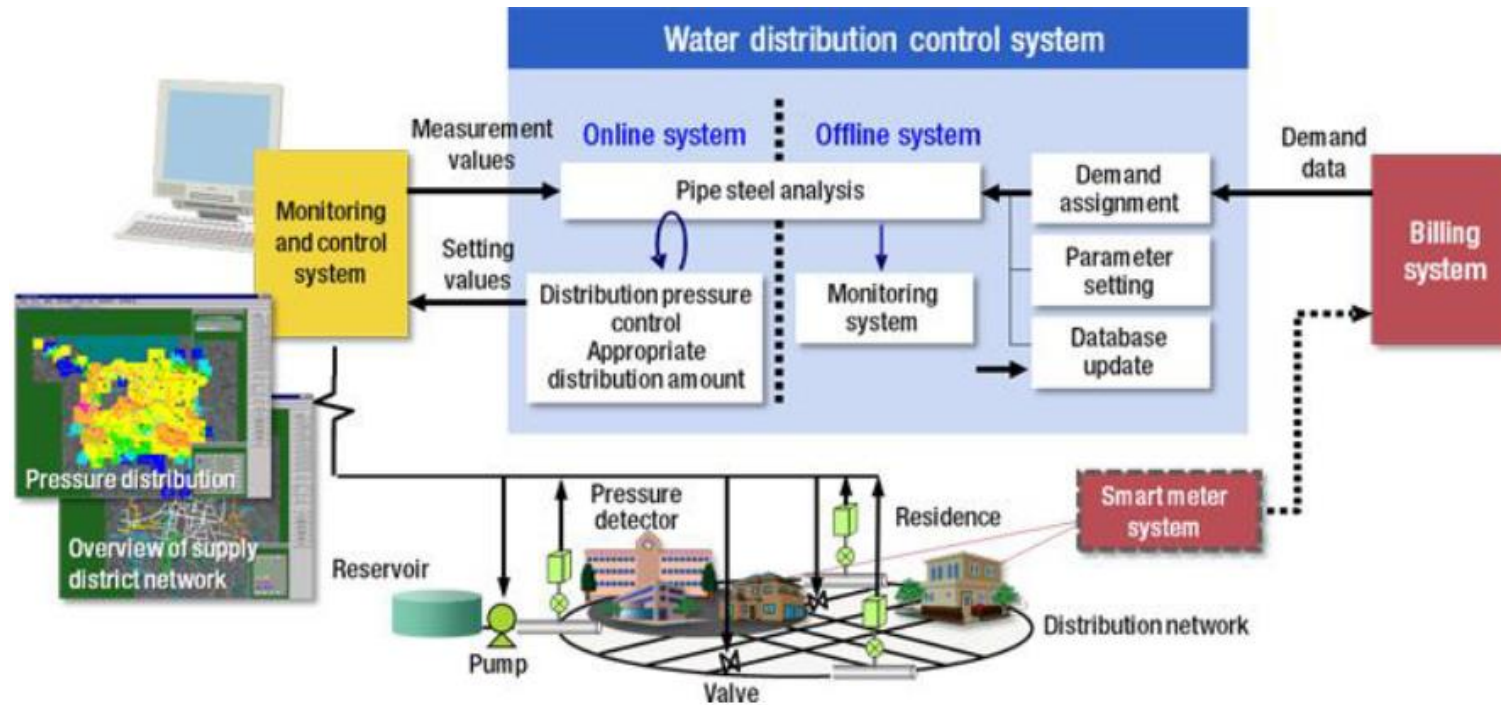 Water distribution control system
Measurement
values
Online system
Offline system
Demand
data
Monitoring
and control
system
Pipe steel analysis
Demand
assignment
Billing
system
Setting
values
Distribution pressure
control
Appropriate
distribution amount
Monitoring
system
Parameter
setting
Database
update
Pressure distribution
Overview of supply
district network
Pressure
detector
Residence
Smart meter
system
Reservoir
Pump
Valve
Distribution network